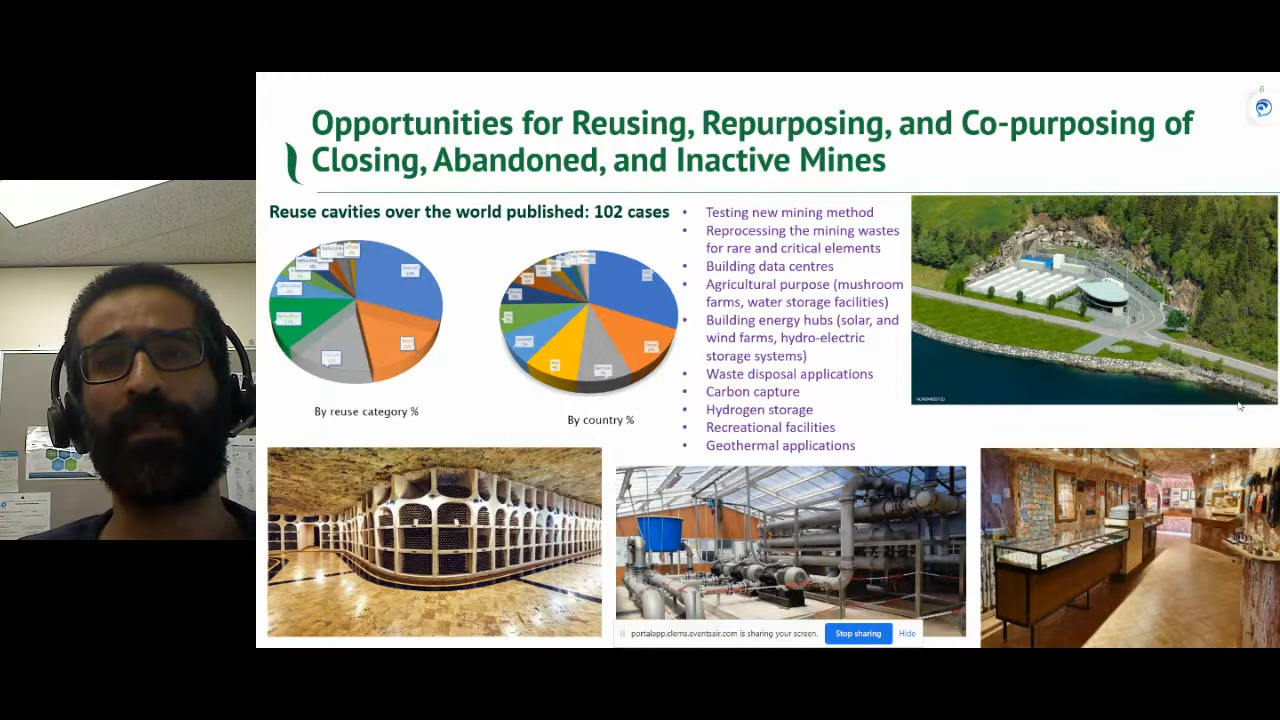 6
Opportunities for Reusing, Repurposing, and Co-purposing of
Closing, Abandoned, and Inactive Mines
Reuse cavities over the world published: 102 cases
By reuse category %
By country %
• Testing new mining method
• Reprocessing the mining wastes
for rare and critical elements
• Building data centres
• Agricultural purpose (mushroom
farms, water storage facilities)
• Building energy hubs (solar, and
wind farms, hydro-electric
storage systems)
• Waste disposal applications
• Carbon capture
• Hydrogen storage
• Recreational facilities
• Geothermal applications
portalapp.clems.eventsair.com is sharing your screen.
Stop sharing
Hide